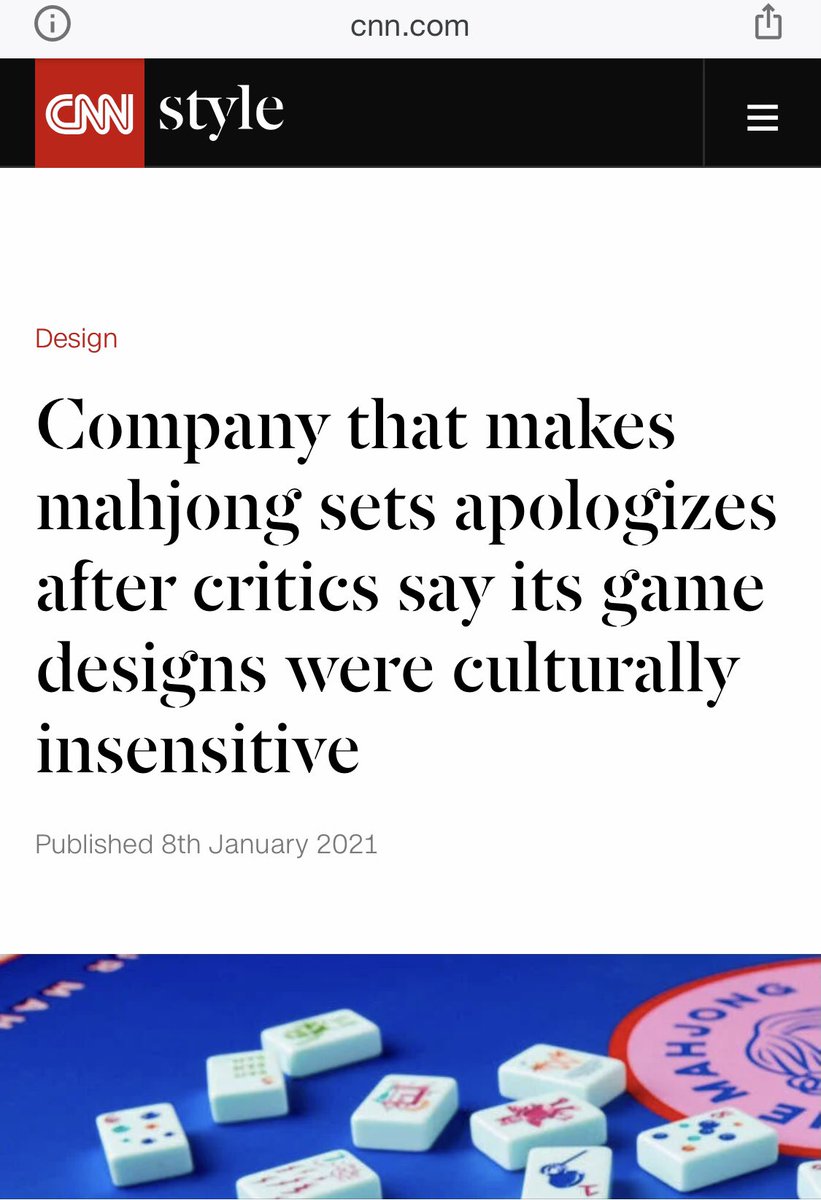 cnn.com
CNN style
Design
Company that makes
mahjong sets apologizes
after critics say its game
designs were culturally
insensitive
Published 8th January 2021
MAHJONG